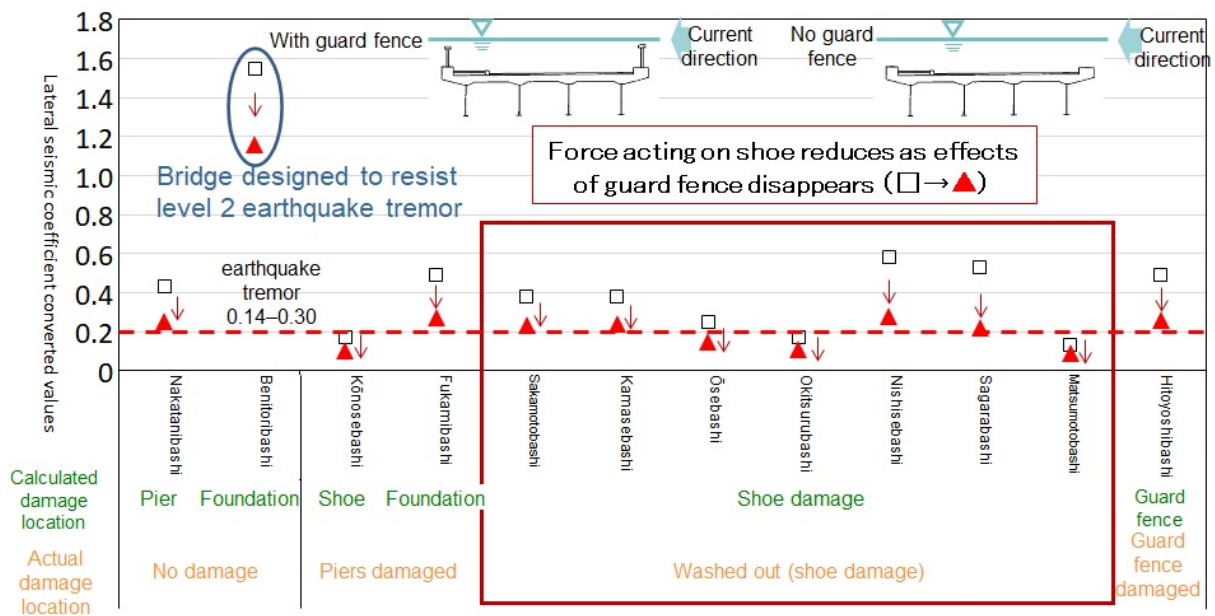 1.8
1.6
1.4
1.2
1.0
0.8
0.6
0.4
0.2
0
Lateral seismic coefficient converted values
With guard fence
Current
direction
No guard
fence
Current
direction
Force acting on shoe reduces as effects
of guard fence disappears (□→▲)
Bridge designed to resist
level 2 earthquake tremor
earthquake
tremor
0.14–0.30
Nakatanibashi
Benitoribashi
Kōnosebashi
Fukamibashi
Sakamotobashi
Kamasebashi
Ōsebashi
Okitsurubashi
Nishisebashi
Sagarabashi
Matsumotobashi
Hitoyoshibashi
Calculated
damage
location
Pier
Foundation
Shoe
Foundation
Shoe damage
Guard
fence
Actual
damage
location
No damage
Piers damaged
Washed out (shoe damage)
Guard
fence
damaged